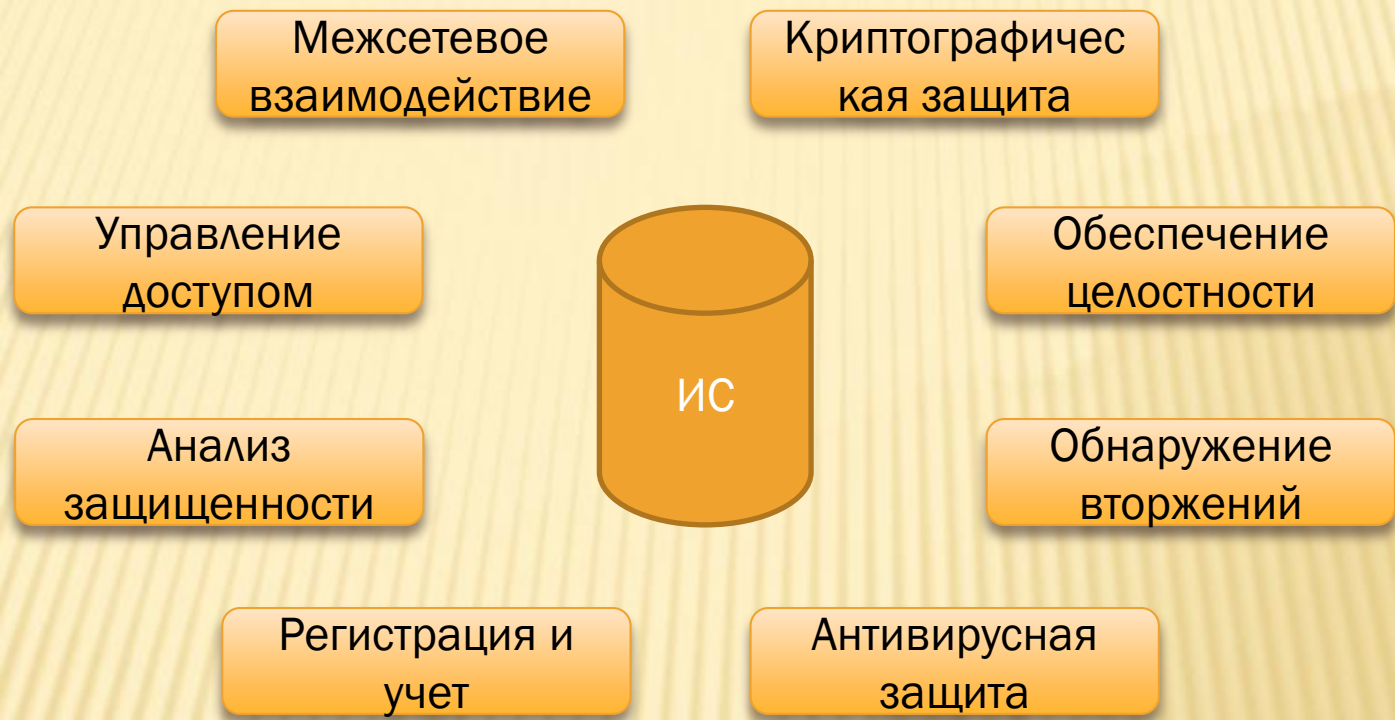 Межсетевое
взаимодействие
Криптографичес
кая защита
Управление
доступом
Обеспечение
целостности
ИС
Анализ
защищенности
Обнаружение
вторжений
Регистрация и
учет
Антивирусная
защита